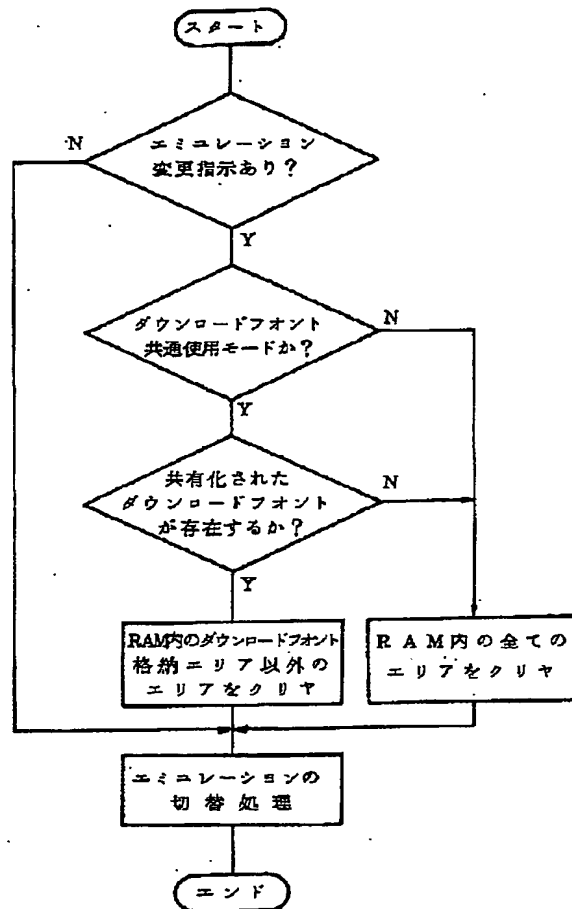 スタート
N
エミュレーション
変更指示あり?
Y
ダウンロードフォント
共通使用モードか?
N
Y
共有化された
ダウンロードフォント
が存在するか?
N
Y
RAM内のダウンロードフォント
格納エリア以外の
エリアをクリヤ
RAM内の全ての
エリアをクリヤ
エミュレーションの
切替処理
エンド